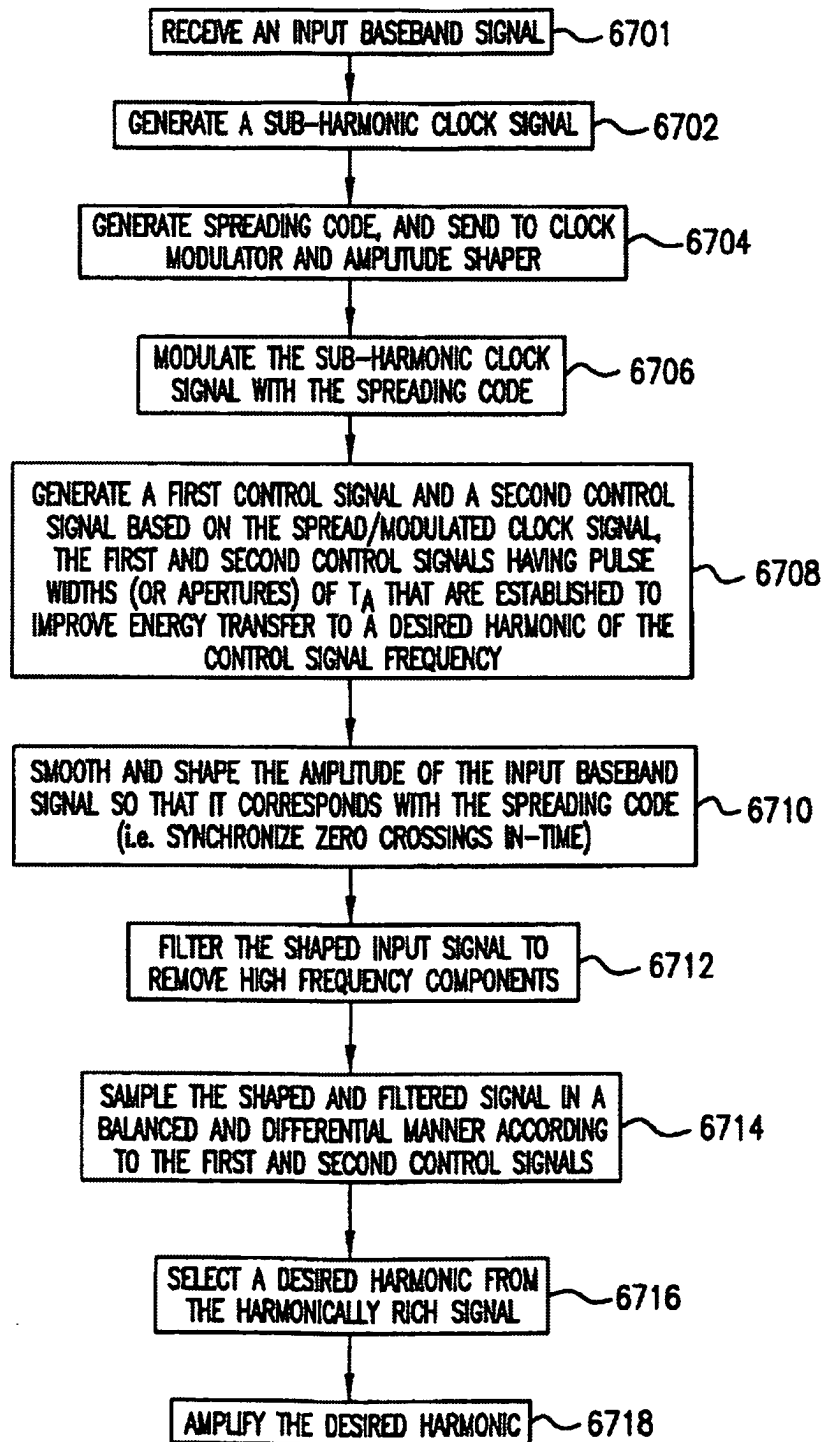 RECEIVE AN INPUT BASEBAND SIGNAL 6701
GENERATE A SUB-HARMONIC CLOCK SIGNAL 6702
GENERATE SPREADING CODE, AND SEND TO CLOCK
MODULATOR AND AMPLITUDE SHAPER
6704
MODULATE THE SUB-HARMONIC CLOCK
SIGNAL WITH THE SPREADING CODE
6706
GENERATE A FIRST CONTROL SIGNAL AND A SECOND CONTROL
SIGNAL BASED ON THE SPREAD/MODULATED CLOCK SIGNAL,
THE FIRST AND SECOND CONTROL SIGNALS HAVING PULSE
WIDTHS (OR APERTURES) OF TA THAT ARE ESTABLISHED TO
IMPROVE ENERGY TRANSFER TO A DESIRED HARMONIC OF THE
CONTROL SIGNAL FREQUENCY
6708
SMOOTH AND SHAPE THE AMPLITUDE OF THE INPUT BASEBAND
SIGNAL SO THAT IT CORRESPONDS WITH THE SPREADING CODE
(i.e. SYNCHRONIZE ZERO CROSSINGS IN-TIME)
6710
FILTER THE SHAPED INPUT SIGNAL TO
REMOVE HIGH FREQUENCY COMPONENTS
6712
SAMPLE THE SHAPED AND FILTERED SIGNAL IN A
BALANCED AND DIFFERENTIAL MANNER ACCORDING
TO THE FIRST AND SECOND CONTROL SIGNALS
6714
SELECT A DESIRED HARMONIC FROM
THE HARMONICALLY RICH SIGNAL
6716
AMPLIFY THE DESIRED HARMONIC 6718